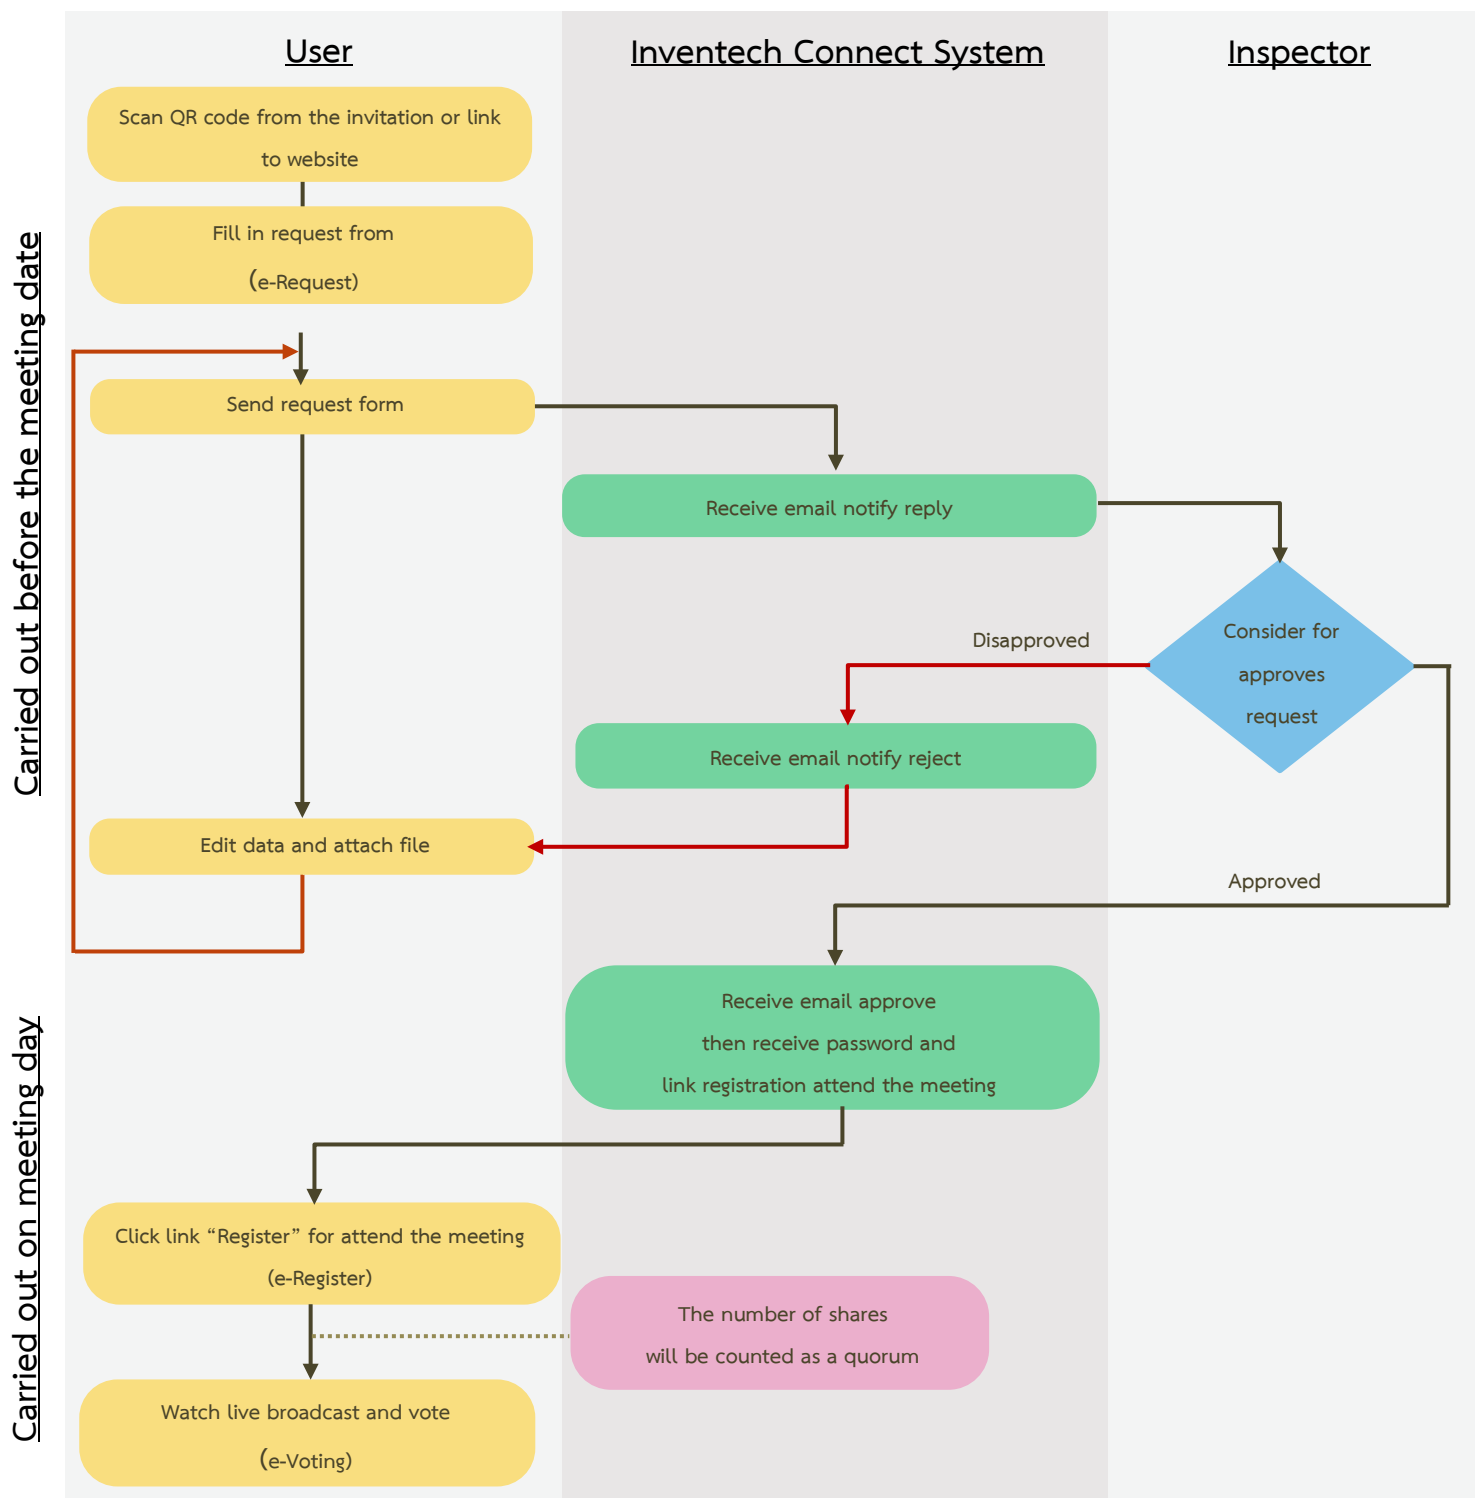 User
Inventech Connect System
Inspector
Carried out before the meeting date
Scan QR code from the invitation or link
to website
Fill in request from
(e-Request)
Send request form
Receive email notify reply
Disapproved
Consider for
approves
request
Receive email notify reject
Edit data and attach file
Approved
Carried out on meeting day
Receive email approve
then receive password and
link registration attend the meeting
Click link “Register” for attend the meeting
(e-Register)
The number of shares
will be counted as a quorum
Watch live broadcast and vote
(e-Voting)